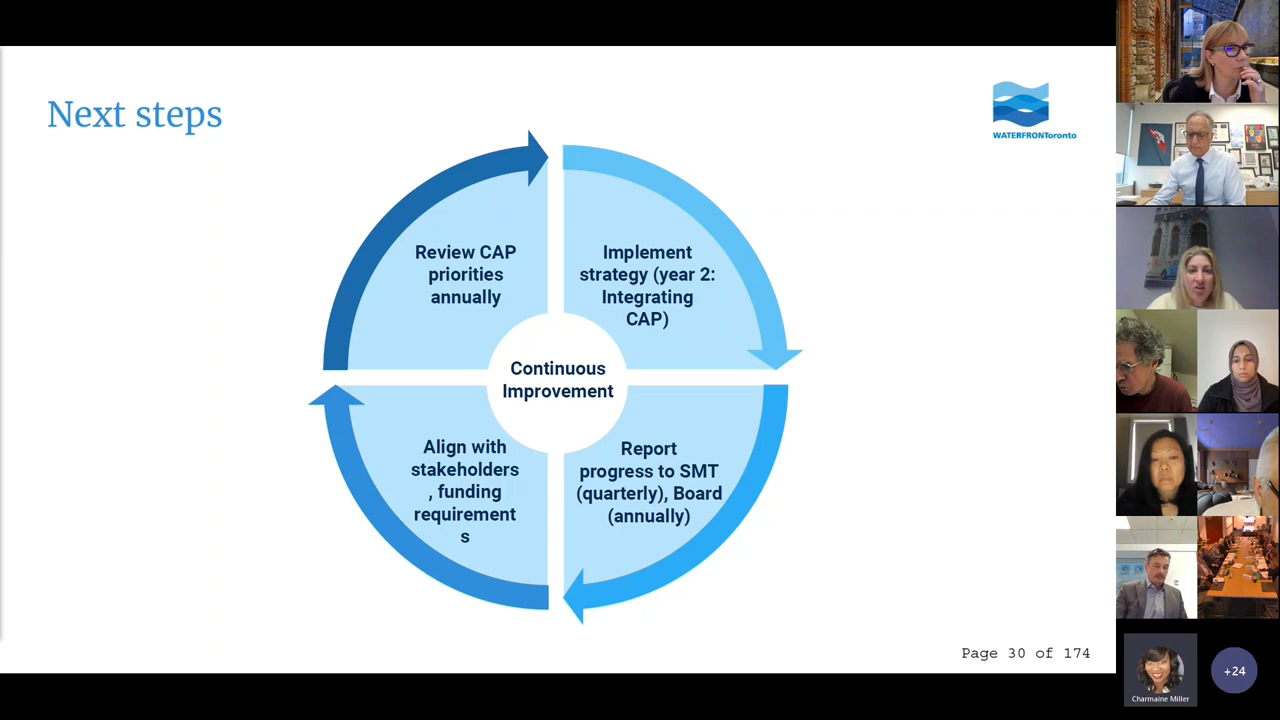 Next steps
WATERFRONToronto
Review CAP
priorities
annually
Implement
strategy (year 2:
Integrating
CAP)
Continuous
Improvement
Align with
stakeholders
, funding
requirement
s
Report
progress to SMT
(quarterly), Board
(annually)
Page 30 of 174
Charmaine Miller
+24